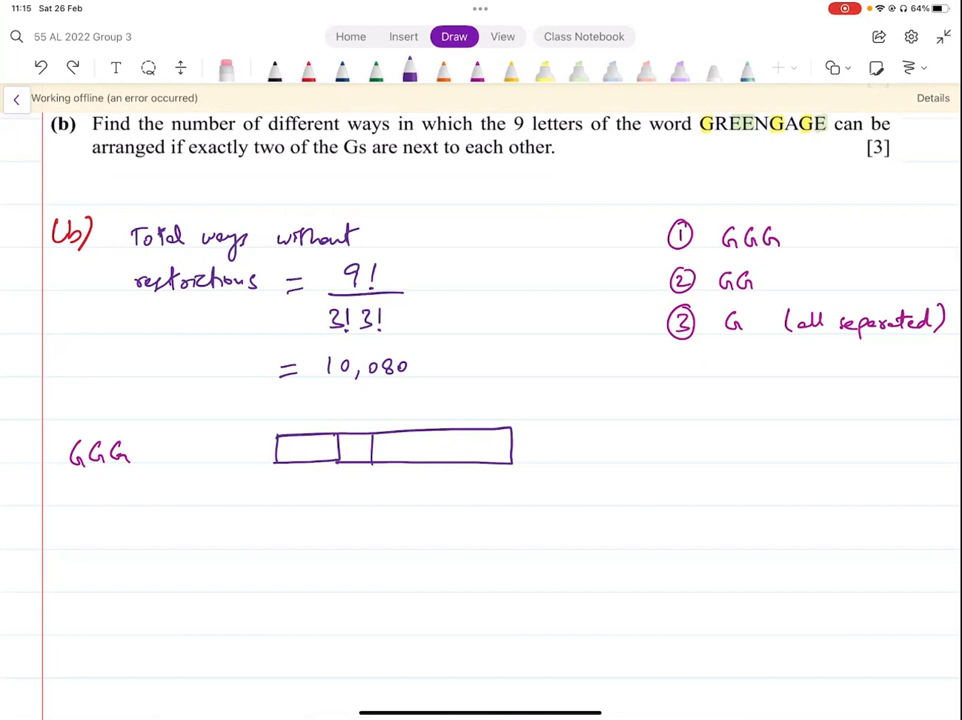 11:15 Sat 26 Feb
64%
55 AL 2022 Group 3
Home Insert Draw View Class Notebook
Working offline (an error occurred)
Details
(b) Find the number of different ways in which the 9 letters of the word GREENGAGE can be
arranged if exactly two of the Gs are next to each other. [3]
(b) Total ways without
restrictions = 9!
3! 3!
= 10,080
① GGG
② GG
③ G (all separated)
GGG